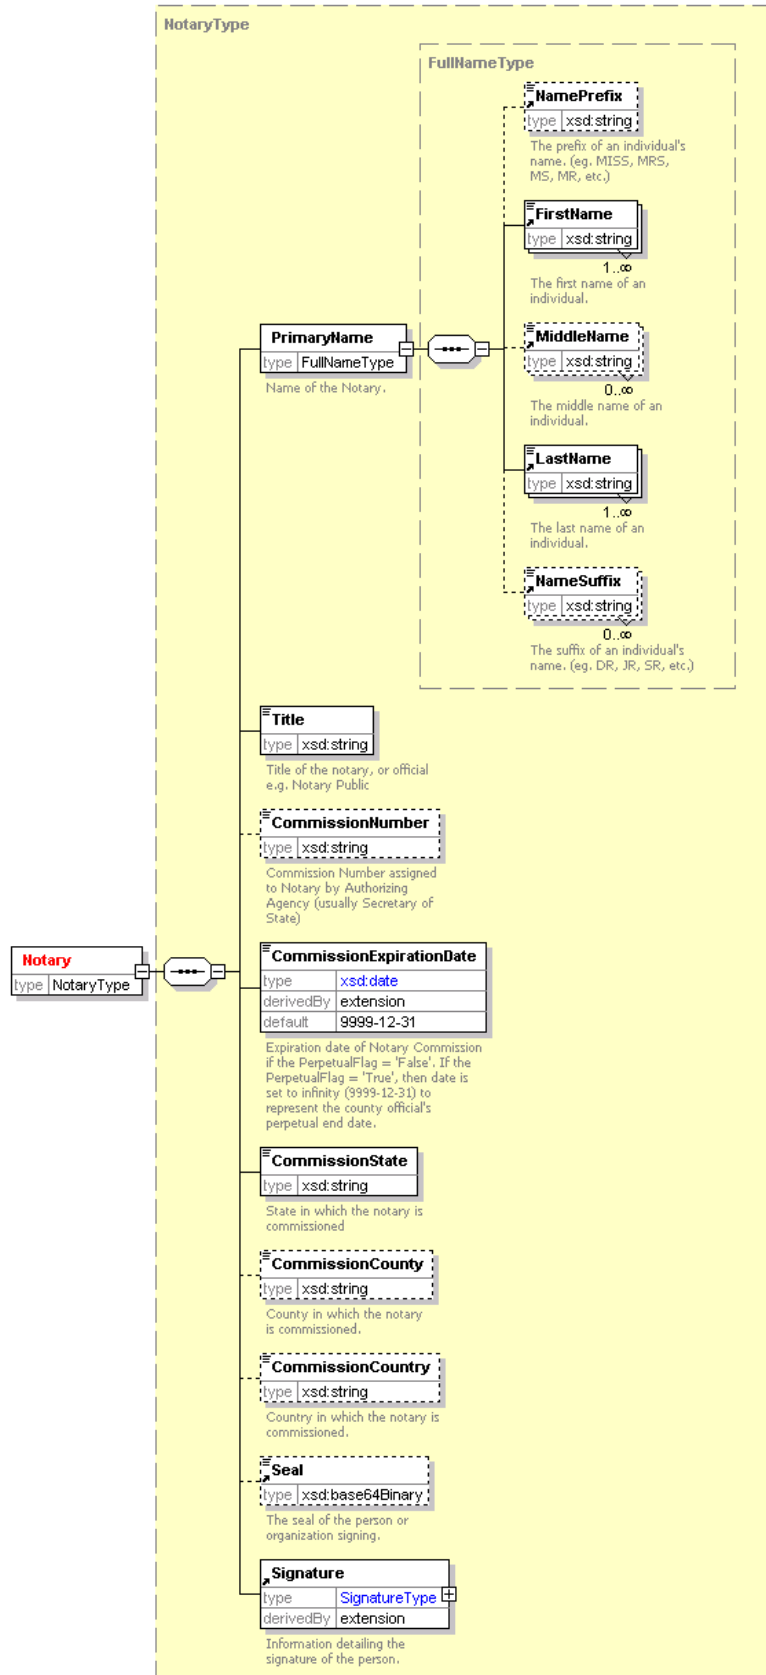 NotaryType
FullNameType
NamePrefix
type xsd:string
The prefix of an individual's
name. (eg. MISS, MRS,
MS, MR, etc.)
FirstName
type xsd:string
1..∞
The first name of an
individual.
PrimaryName
type FullNameType
Name of the Notary.
MiddleName
type xsd:string
0..∞
The middle name of an
individual.
LastName
type xsd:string
1..∞
The last name of an
individual.
NameSuffix
type xsd:string
0..∞
The suffix of an individual's
name. (eg. DR, JR, SR, etc.)
Title
type xsd:string
Title of the notary, or official
e.g. Notary Public
CommissionNumber
type xsd:string
Commission Number assigned
to Notary by Authorizing
Agency (usually Secretary of
State)
Notary
type NotaryType
CommissionExpirationDate
type xsd:date
derivedBy extension
default 9999-12-31
Expiration date of Notary Commission
if the PerpetualFlag = 'False'. If the
PerpetualFlag = 'True', then date is
set to infinity (9999-12-31) to
represent the county official's
perpetual end date.
CommissionState
type xsd:string
State in which the notary is
commissioned
CommissionCounty
type xsd:string
County in which the notary
is commissioned.
CommissionCountry
type xsd:string
Country in which the notary is
commissioned.
Seal
type xsd:base64Binary
The seal of the person or
organization signing.
Signature
type SignatureType
derivedBy extension
Information detailing the
signature of the person.